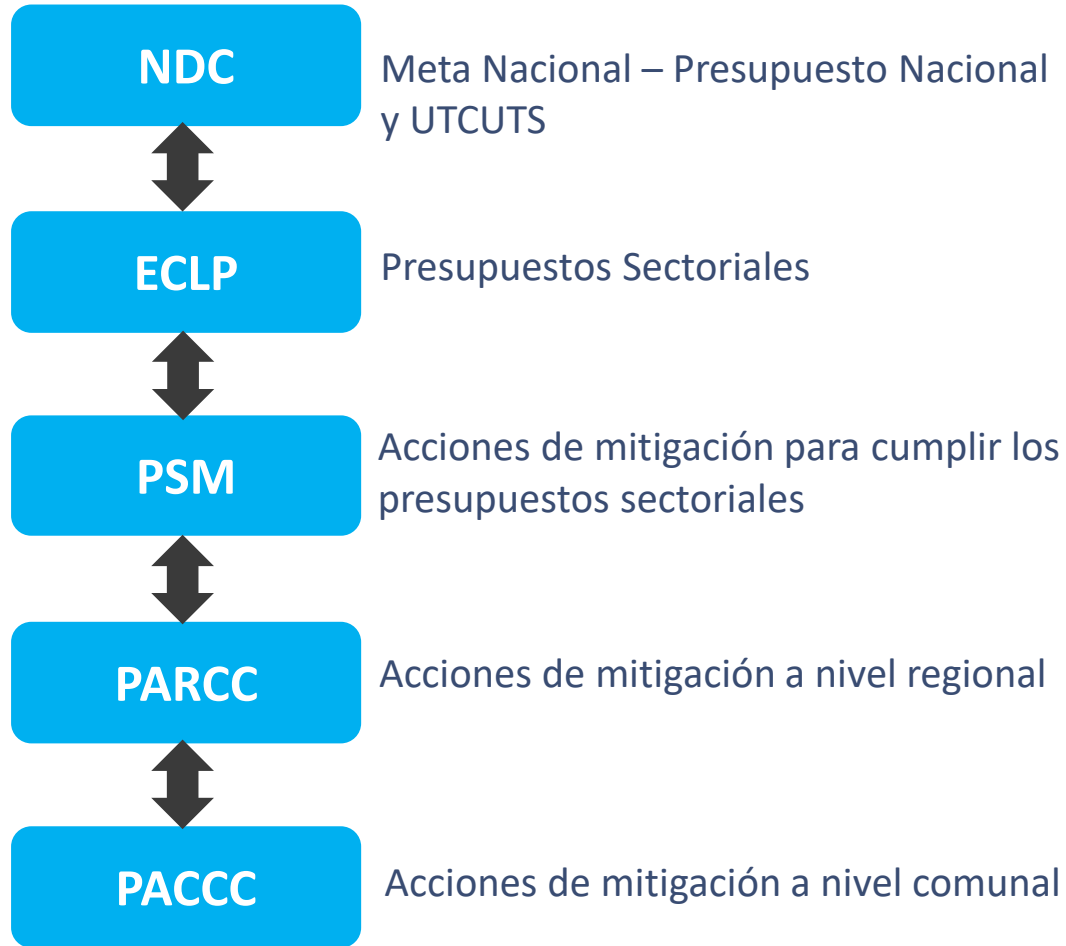 NDC
Meta Nacional – Presupuesto Nacional
y UTCUTS
ECLP
Presupuestos Sectoriales
PSM
Acciones de mitigación para cumplir los
presupuestos sectoriales
PARCC
Acciones de mitigación a nivel regional
PACCC
Acciones de mitigación a nivel comunal